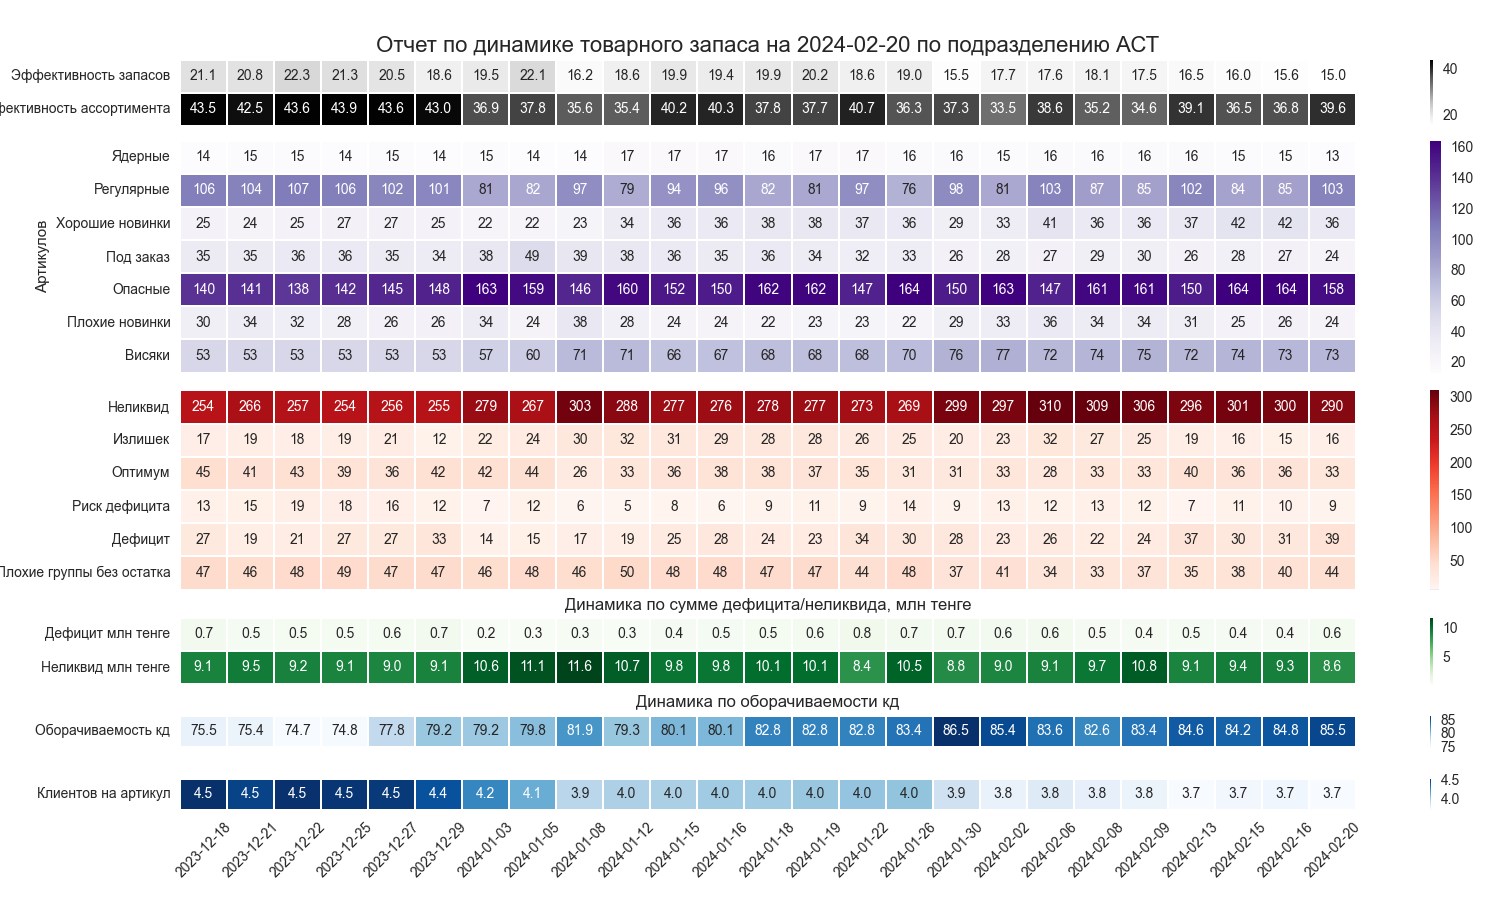 Отчет по динамике товарного запаса на 2024-02-20 по подразделению АСТ
Эффективность запасов 21.1 20.8 22.3 21.3 20.5 18.6 19.5 22.1 16.2 18.6 19.9 19.4 19.9 20.2 18.6 19.0 15.5 17.7 17.6 18.1 17.5 16.5 16.0 15.6 15.0
фективность ассортимента 43.5 42.5 43.6 43.9 43.6 43.0 36.9 37.8 35.6 35.4 40.2 40.3 37.8 37.7 40.7 36.3 37.3 33.5 38.6 35.2 34.6 39.1 36.5 36.8 39.6
40
20
Артикулов
Ядерные 14 15 15 14 15 14 15 14 14 17 17 17 16 17 17 16 16 15 16 16 16 16 15 15 13
Регулярные 106 104 107 106 102 101 81 82 97 79 94 96 82 81 97 76 98 81 103 87 85 102 84 85 103
Хорошие новинки 25 24 25 27 27 25 22 22 23 34 36 36 38 38 37 36 29 33 41 36 36 37 42 42 36
Под заказ 35 35 36 36 35 34 38 49 39 38 36 35 36 34 32 33 26 28 27 29 30 26 28 27 24
Опасные 140 141 138 142 145 148 163 159 146 160 152 150 162 162 147 164 150 163 147 161 161 150 164 164 158
Плохие новинки 30 34 32 28 26 26 34 24 38 28 24 24 22 23 23 22 29 33 36 34 34 31 25 26 24
Висяки 53 53 53 53 53 53 57 60 71 71 66 67 68 68 68 70 76 77 72 74 75 72 74 73 73
160
140
120
100
80
60
40
20
Неликвид 254 266 257 254 256 255 279 267 303 288 277 276 278 277 273 269 299 297 310 309 306 296 301 300 290
Излишек 17 19 18 19 21 12 22 24 30 32 31 29 28 28 26 25 20 23 32 27 25 19 16 15 16
Оптимум 45 41 43 39 36 42 42 44 26 33 36 38 38 37 35 31 31 33 28 33 33 40 36 36 33
Риск дефицита 13 15 19 18 16 12 7 12 6 5 8 6 9 11 9 14 9 13 12 13 12 7 11 10 9
Дефицит 27 19 21 27 27 33 14 15 17 19 25 28 24 23 34 30 28 23 26 22 24 37 30 31 39
Плохие группы без остатка 47 46 48 49 47 47 46 48 46 50 48 48 47 47 44 48 37 41 34 33 37 35 38 40 44
300
250
200
150
100
50
Динамика по сумме дефицита/неликвида, млн тенге
Дефицит млн тенге 0.7 0.5 0.5 0.5 0.6 0.7 0.2 0.3 0.3 0.3 0.4 0.5 0.5 0.6 0.8 0.7 0.7 0.6 0.6 0.5 0.4 0.5 0.4 0.4 0.6
Неликвид млн тенге 9.1 9.5 9.2 9.1 9.0 9.1 10.6 11.1 11.6 10.7 9.8 9.8 10.1 10.1 8.4 10.5 8.8 9.0 9.1 9.7 10.8 9.1 9.4 9.3 8.6
10
5
Динамика по оборачиваемости кд
Оборачиваемость кд 75.5 75.4 74.7 74.8 77.8 79.2 79.2 79.8 81.9 79.3 80.1 80.1 82.8 82.8 82.8 83.4 86.5 85.4 83.6 82.6 83.4 84.6 84.2 84.8 85.5
85
80
75
Клиентов на артикул 4.5 4.5 4.5 4.5 4.5 4.4 4.2 4.1 3.9 4.0 4.0 4.0 4.0 4.0 4.0 4.0 3.9 3.8 3.8 3.8 3.8 3.7 3.7 3.7 3.7
4.5
4.0
2023-12-18 2023-12-21 2023-12-22 2023-12-25 2023-12-27 2023-12-29 2024-01-03 2024-01-05 2024-01-08 2024-01-12 2024-01-15 2024-01-16 2024-01-18 2024-01-19 2024-01-22 2024-01-26 2024-01-30 2024-02-02 2024-02-06 2024-02-08 2024-02-09 2024-02-13 2024-02-15 2024-02-16 2024-02-20